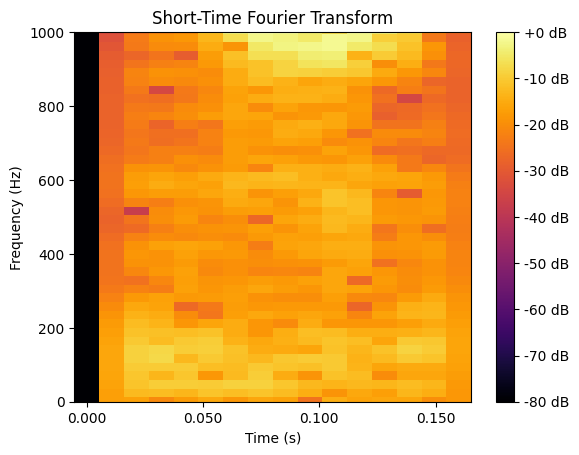 Short-Time Fourier Transform
1000
800
600
400
200
0
Frequency (Hz)
0.000
0.050
0.100
0.150
Time (s)
+0 dB
-10 dB
-20 dB
-30 dB
-40 dB
-50 dB
-60 dB
-70 dB
-80 dB